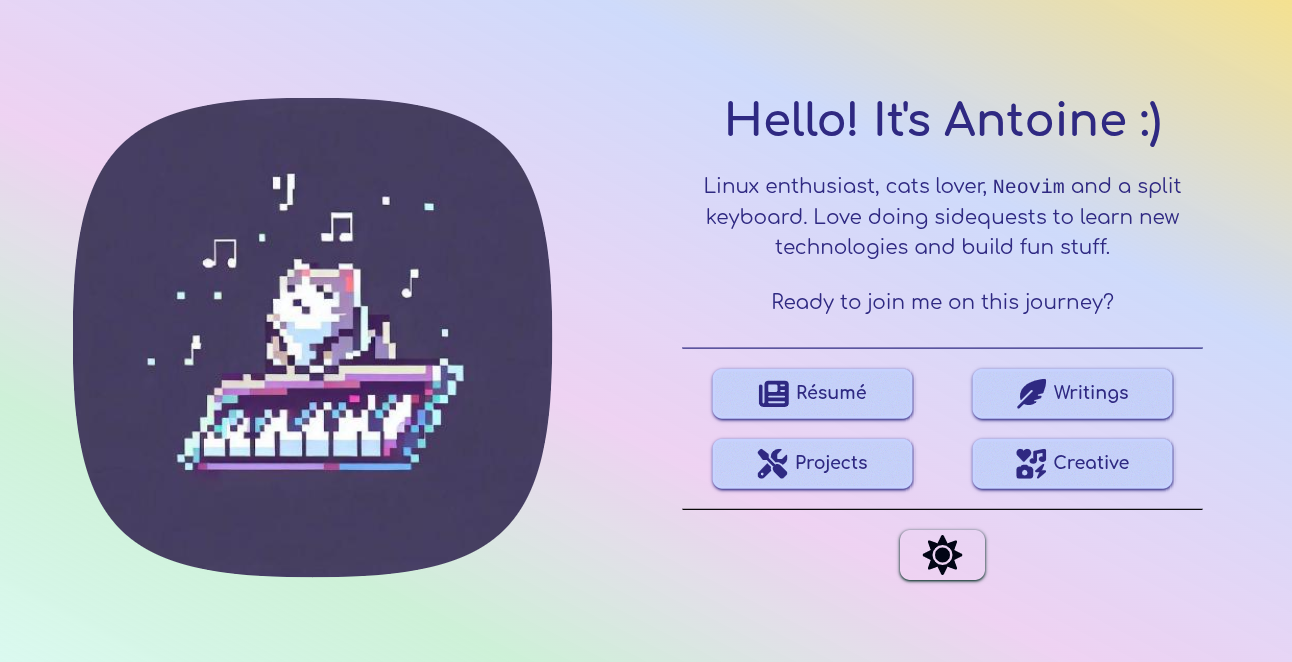 Hello! It's Antoine :)
Linux enthusiast, cats lover, Neovim and a split
keyboard. Love doing sidequests to learn new
technologies and build fun stuff.
Ready to join me on this journey?
Résumé
Writings
Projects
Creative